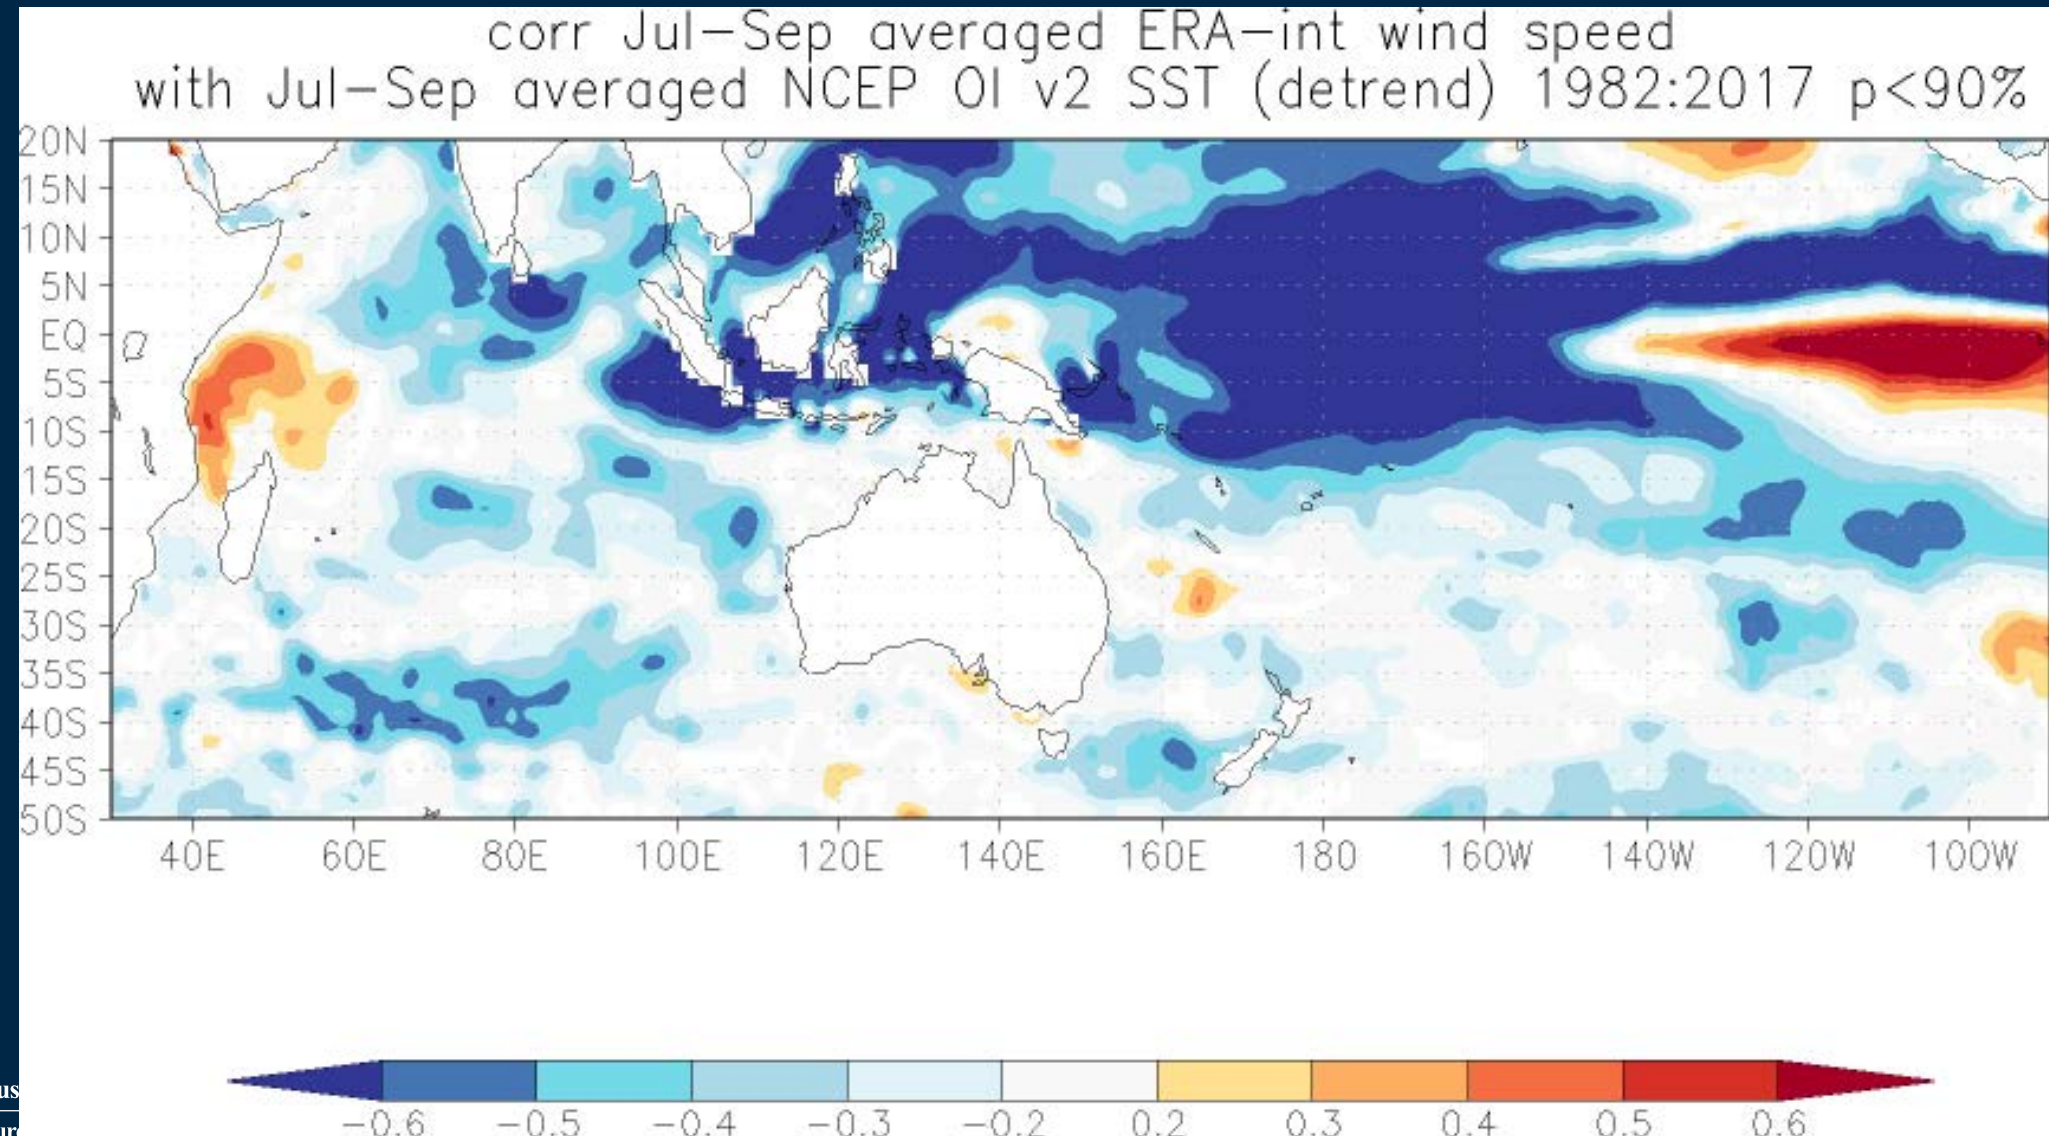 corr Jul-Sep averaged ERA-int wind speed
with Jul-Sep averaged NCEP OI v2 SST (detrend) 1982:2017 p<90%
20N
15N
10N
5N
EQ
5S
10S
15S
20S
25S
30S
35S
40S
45S
50S
40E 60E 80E 100E 120E 140E 160E 180 160W 140W 120W 100W
-0.6 -0.5 -0.4 -0.3 -0.2 0.2 0.3 0.4 0.5 0.6